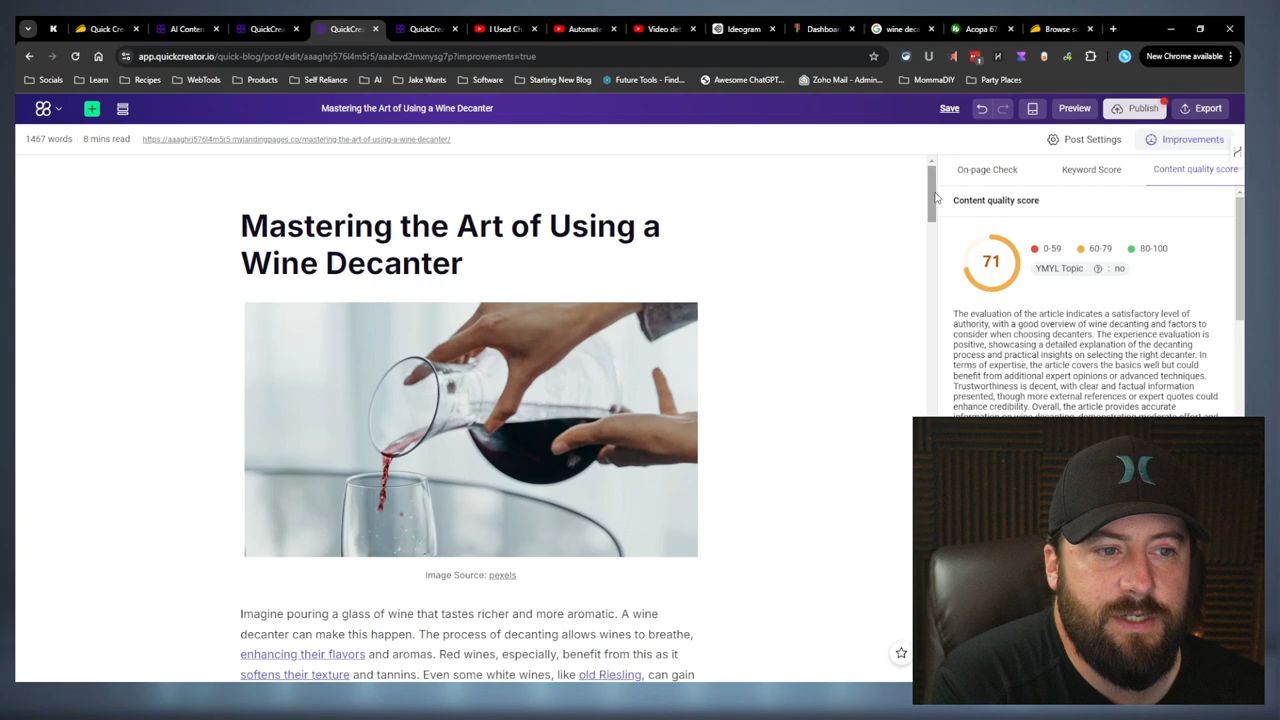 Quick Cre
AI Conten
QuickCrea
QuickCrea
QuickCrea
I Used Ch
Automate
Video det
Ideogram
Dashboar
wine deca
Acopa 67
Browse s
app.quickcreator.io/quick-blog/post/edit/aaaghrj576l4m5r5/aaalzvd2mxnysg7p?improvements=true
New Chrome available
Socials
Learn
Recipes
WebTools
Products
Self Reliance
AI
Jake Wants
Software
Starting New Blog
Future Tools - Find...
Awesome ChatGPT...
Zoho Mail - Admin...
MommaDIY
Party Places
Mastering the Art of Using a Wine Decanter
Save
Preview
Publish
Export
1467 words
8 mins read
https://aaaghrj576l4m5r5.mylandingpages.co/mastering-the-art-of-using-a-wine-decanter/
Post Settings
Improvements
On-page Check
Keyword Score
Content quality score
Content quality score
71
0-59
60-79
80-100
YMYL Topic ? : no
The evaluation of the article indicates a satisfactory level of
authority, with a good overview of wine decanting and factors to
consider when choosing decanters. The experience evaluation is
positive, showcasing a detailed explanation of the decanting
process and practical insights on selecting the right decanter. In
terms of expertise, the article covers the basics well but could
benefit from additional expert opinions or advanced techniques.
Trustworthiness is decent, with clear and factual information
presented, though more external references or expert quotes could
enhance credibility. Overall, the article provides accurate
Mastering the Art of Using a
Wine Decanter
Image Source: pexels
Imagine pouring a glass of wine that tastes richer and more aromatic. A wine
decanter can make this happen. The process of decanting allows wines to breathe,
enhancing their flavors and aromas. Red wines, especially, benefit from this as it
softens their texture and tannins. Even some white wines, like old Riesling, can gain